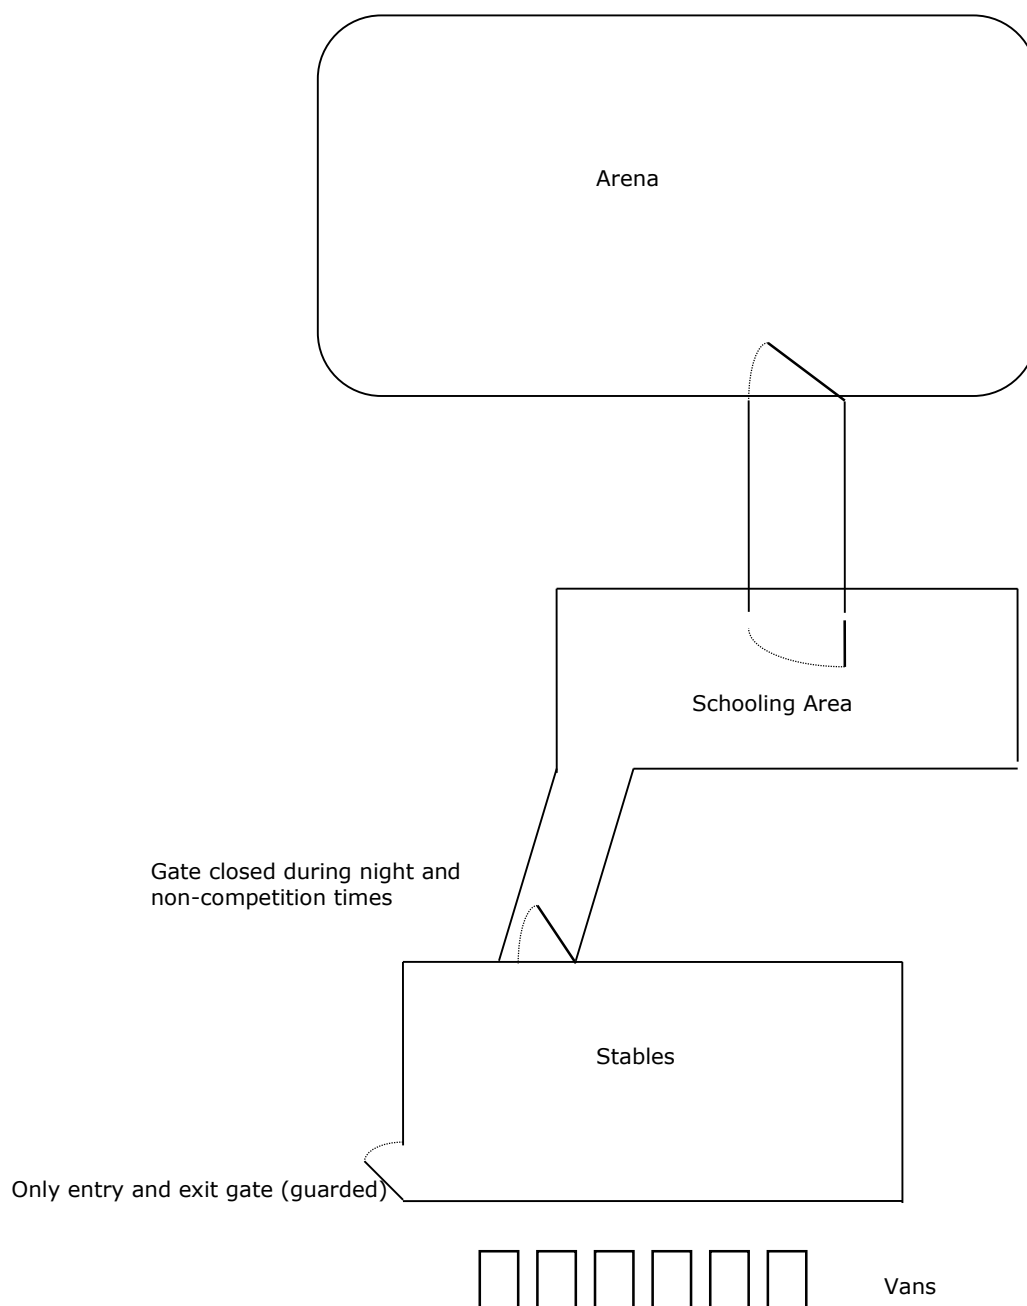 Arena
Schooling Area
Gate closed during night and
non-competition times
Stables
Only entry and exit gate (guarded)
Vans